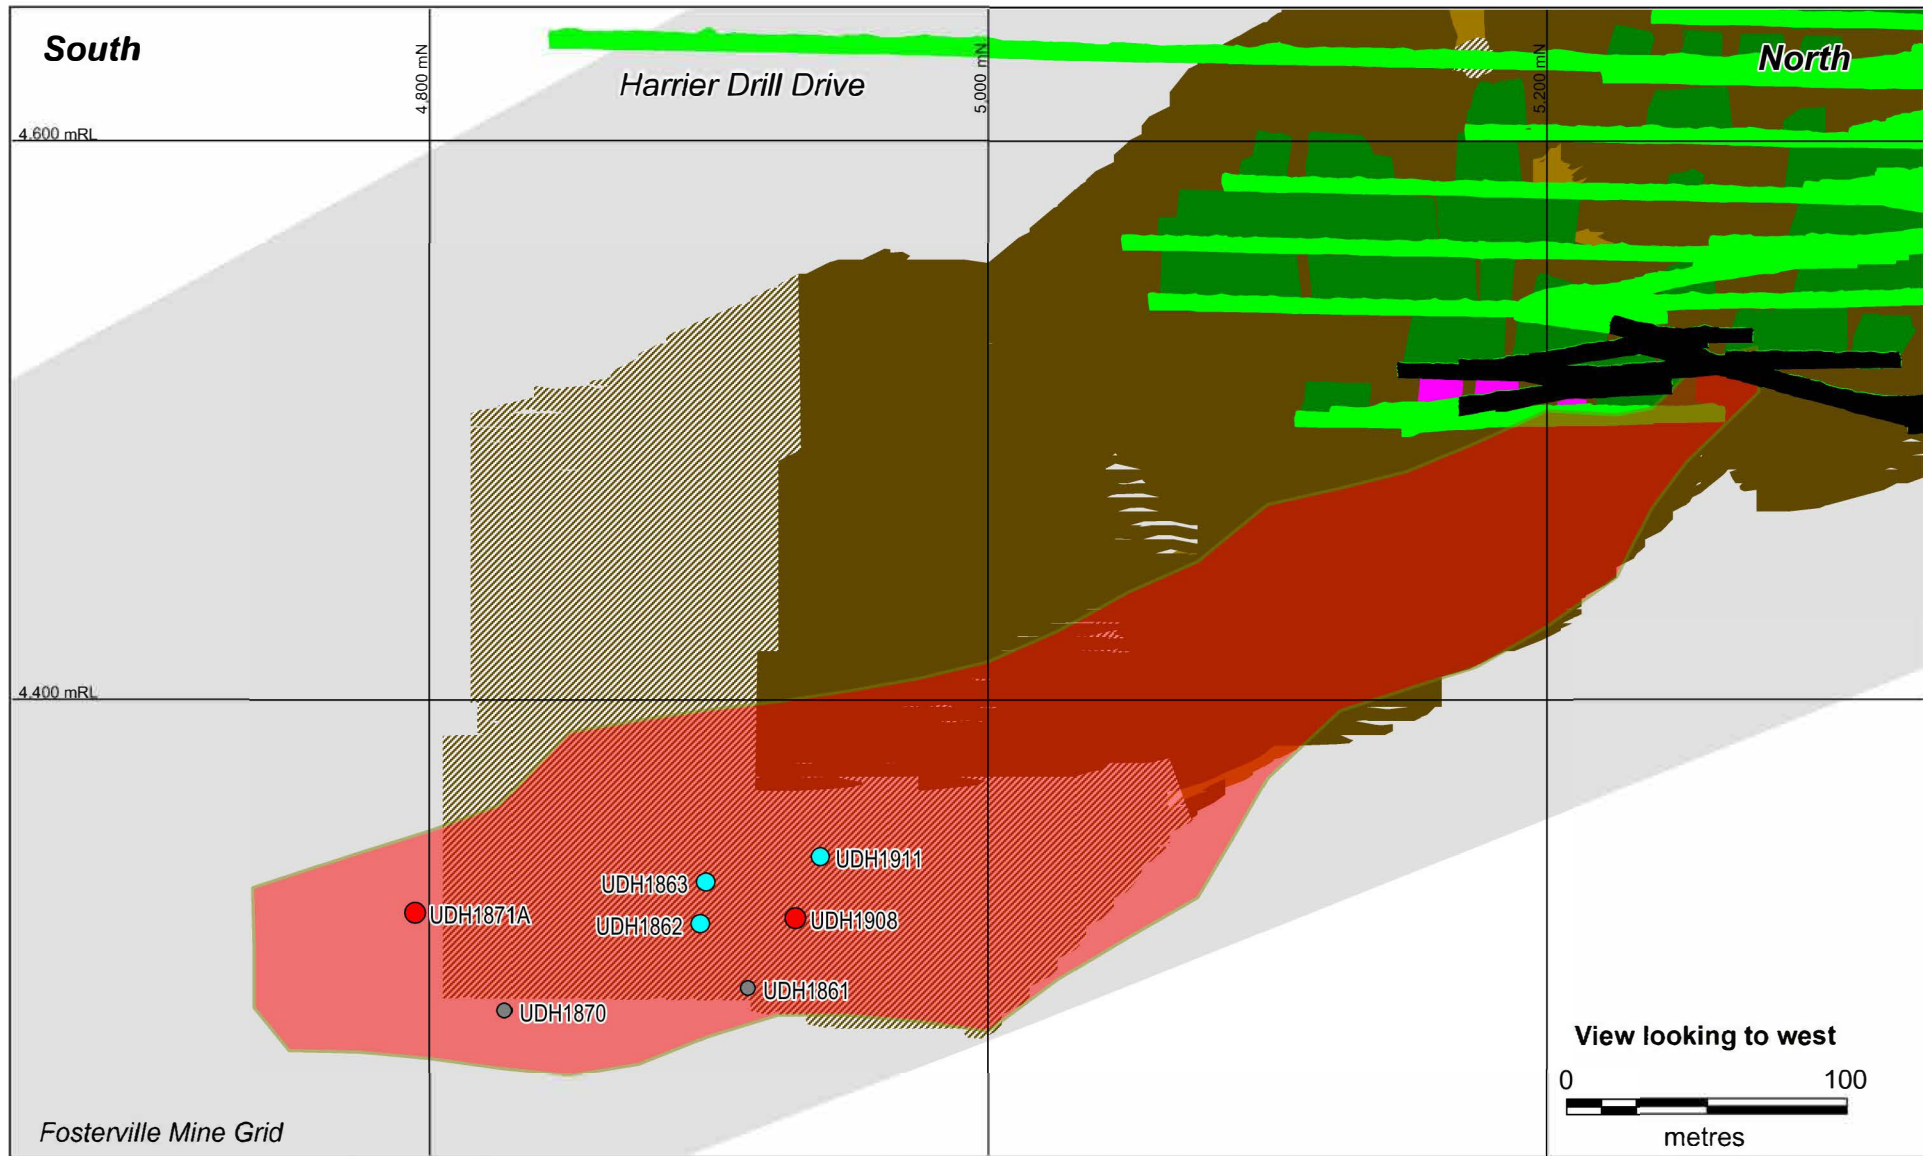 South
Harrier Drill Drive
4,800 mN
5,000 mN
5,200 mN
North
4,600 mRL
4,400 mRL
UDH1911
UDH1863
UDH1871A
UDH1862
UDH1908
UDH1861
UDH1870
View looking to west
0 100
metres
Fosterville Mine Grid